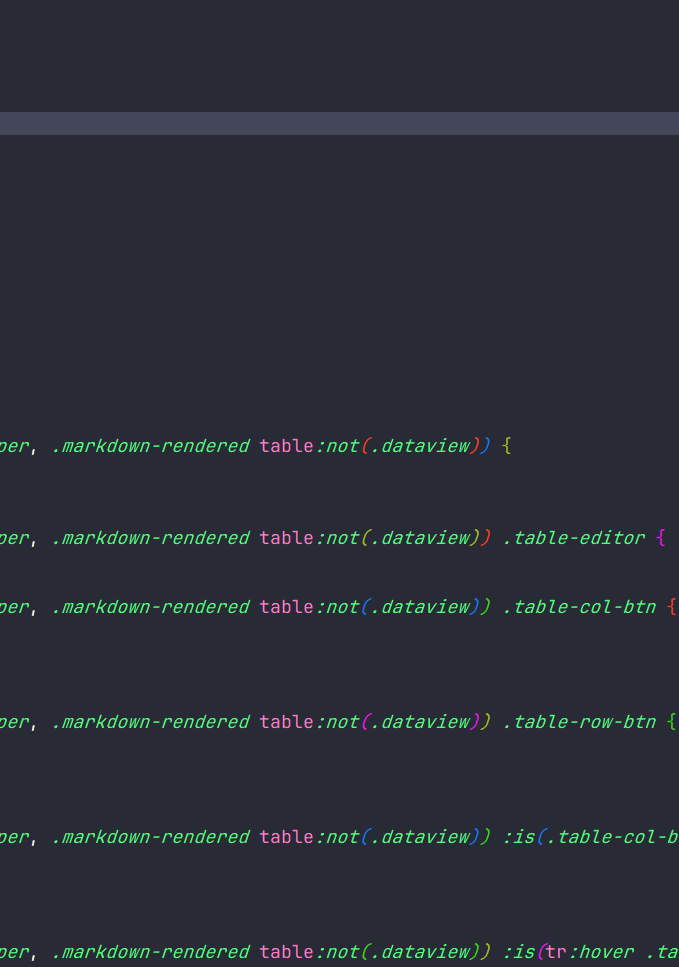 per, .markdown-rendered table:not(.dataview)) {
per, .markdown-rendered table:not(.dataview)) .table-editor {
per, .markdown-rendered table:not(.dataview)) .table-col-btn {
per, .markdown-rendered table:not(.dataview)) .table-row-btn {
per, .markdown-rendered table:not(.dataview)) :is(.table-col-b
per, .markdown-rendered table:not(.dataview)) :is(tr:hover .ta